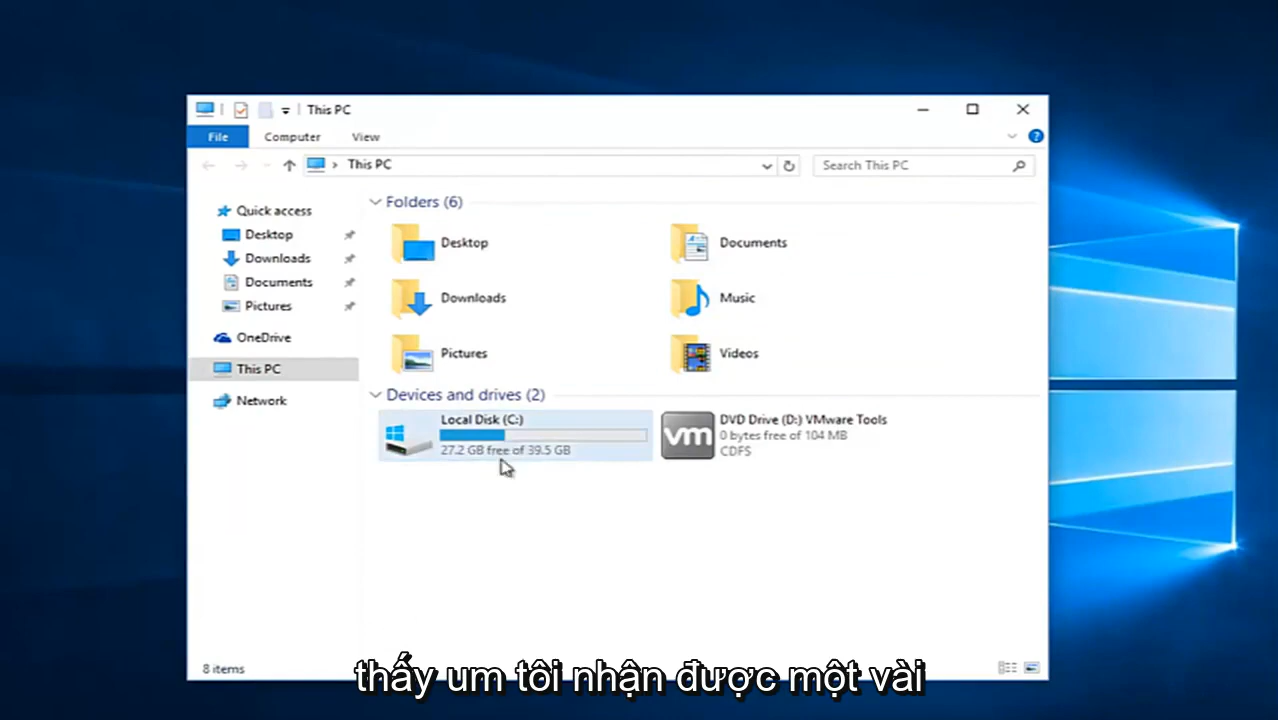 This PC
File Computer View
This PC
Search This PC
Quick access
Desktop
Downloads
Documents
Pictures
OneDrive
This PC
Network
Folders (6)
Desktop
Documents
Downloads
Music
Pictures
Videos
Devices and drives (2)
Local Disk (C:)
27.2 GB free of 39.5 GB
vm
DVD Drive (D:) VMware Tools
0 bytes free of 104 MB
CDFS
8 items
thấy um tôi nhận được một vài